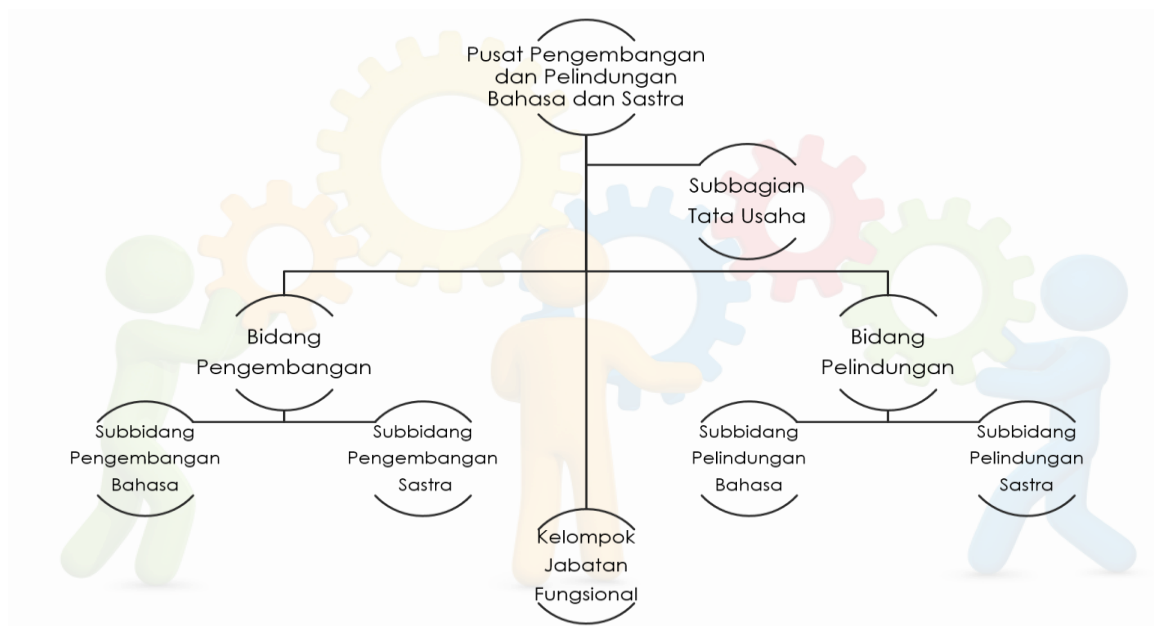 Pusat Pengembangan
dan Pelindungan
Bahasa dan Sastra
Subbagian
Tata Usaha
Bidang
Pengembangan
Bidang
Pelindungan
Subbidang
Pengembangan
Bahasa
Subbidang
Pengembangan
Sastra
Subbidang
Pelindungan
Bahasa
Subbidang
Pelindungan
Sastra
Kelompok
Jabatan
Fungsional